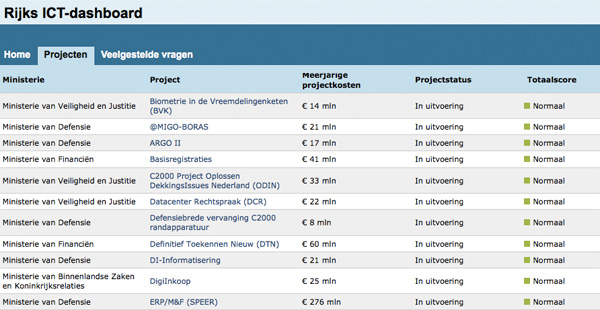 Rijks ICT-dashboard
Home Projecten Veelgestelde vragen
Ministerie Project Meerjarige projectkosten Projectstatus Totaalscore
Ministerie van Veiligheid en Justitie Biometrie in de Vreemdelingenketen (BVK) € 14 mln In uitvoering Normaal
Ministerie van Defensie @MIGO-BORAS € 21 mln In uitvoering Normaal
Ministerie van Defensie ARGO II € 17 mln In uitvoering Normaal
Ministerie van Financiën Basisregistraties € 41 mln In uitvoering Normaal
Ministerie van Veiligheid en Justitie C2000 Project Oplossen DekkingsIssues Nederland (ODIN) € 33 mln In uitvoering Normaal
Ministerie van Veiligheid en Justitie Datacenter Rechtspraak (DCR) € 22 mln In uitvoering Normaal
Ministerie van Defensie Defensiebrede vervanging C2000 randapparatuur € 8 mln In uitvoering Normaal
Ministerie van Financiën Definitief Toekennen Nieuw (DTN) € 60 mln In uitvoering Normaal
Ministerie van Defensie DI-Informatisering € 21 mln In uitvoering Normaal
Ministerie van Binnenlandse Zaken en Koninkrijksrelaties DigiInkoop € 25 mln In uitvoering Normaal
Ministerie van Defensie ERP/M&F (SPEER) € 276 mln In uitvoering Normaal